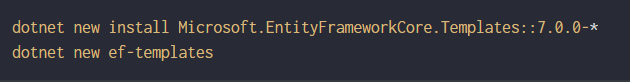 dotnet new install Microsoft.EntityFrameworkCore.Templates::7.0.0-*
dotnet new ef-templates